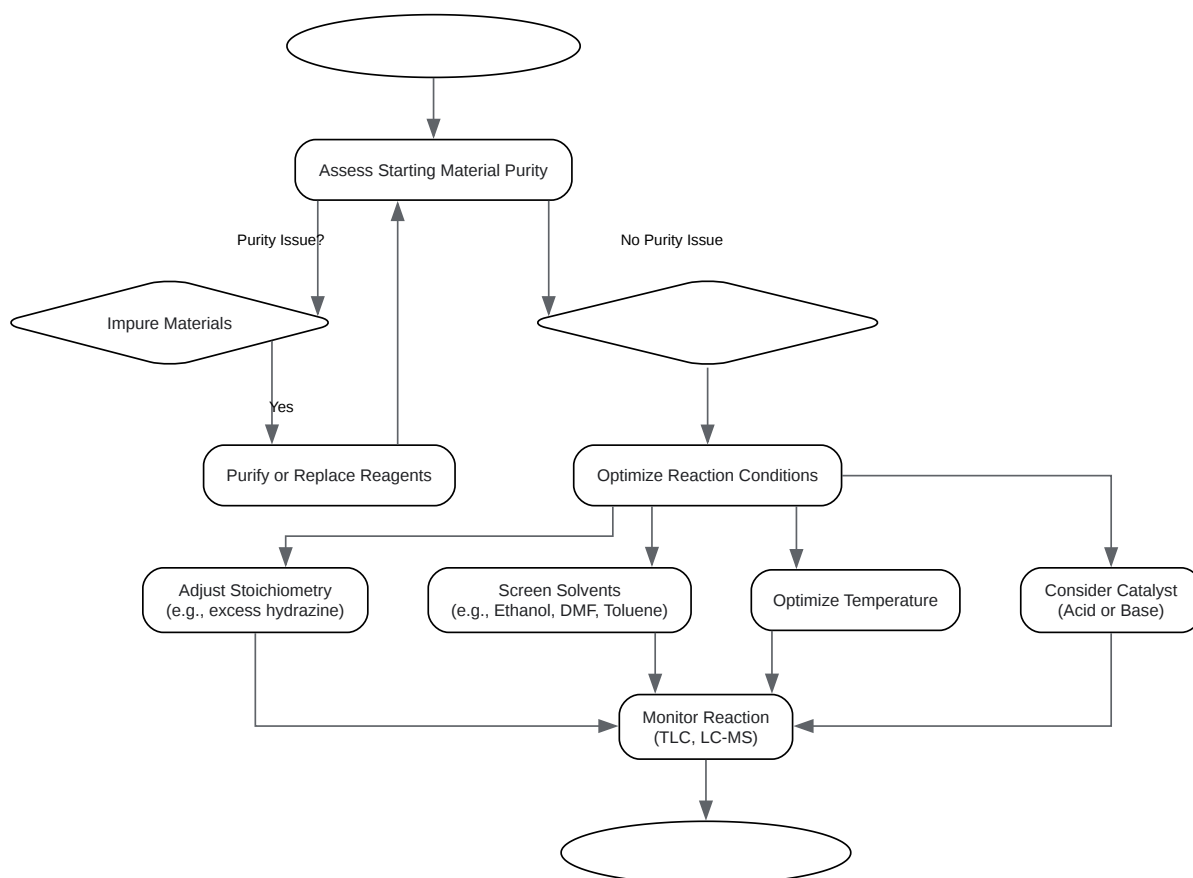 Assess Starting Material Purity
Purity Issue?
No Purity Issue
Impure Materials
Yes
Purify or Replace Reagents
Optimize Reaction Conditions
Adjust Stoichiometry
(e.g., excess hydrazine)
Screen Solvents
(e.g., Ethanol, DMF, Toluene)
Optimize Temperature
Consider Catalyst
(Acid or Base)
Monitor Reaction
(TLC, LC-MS)